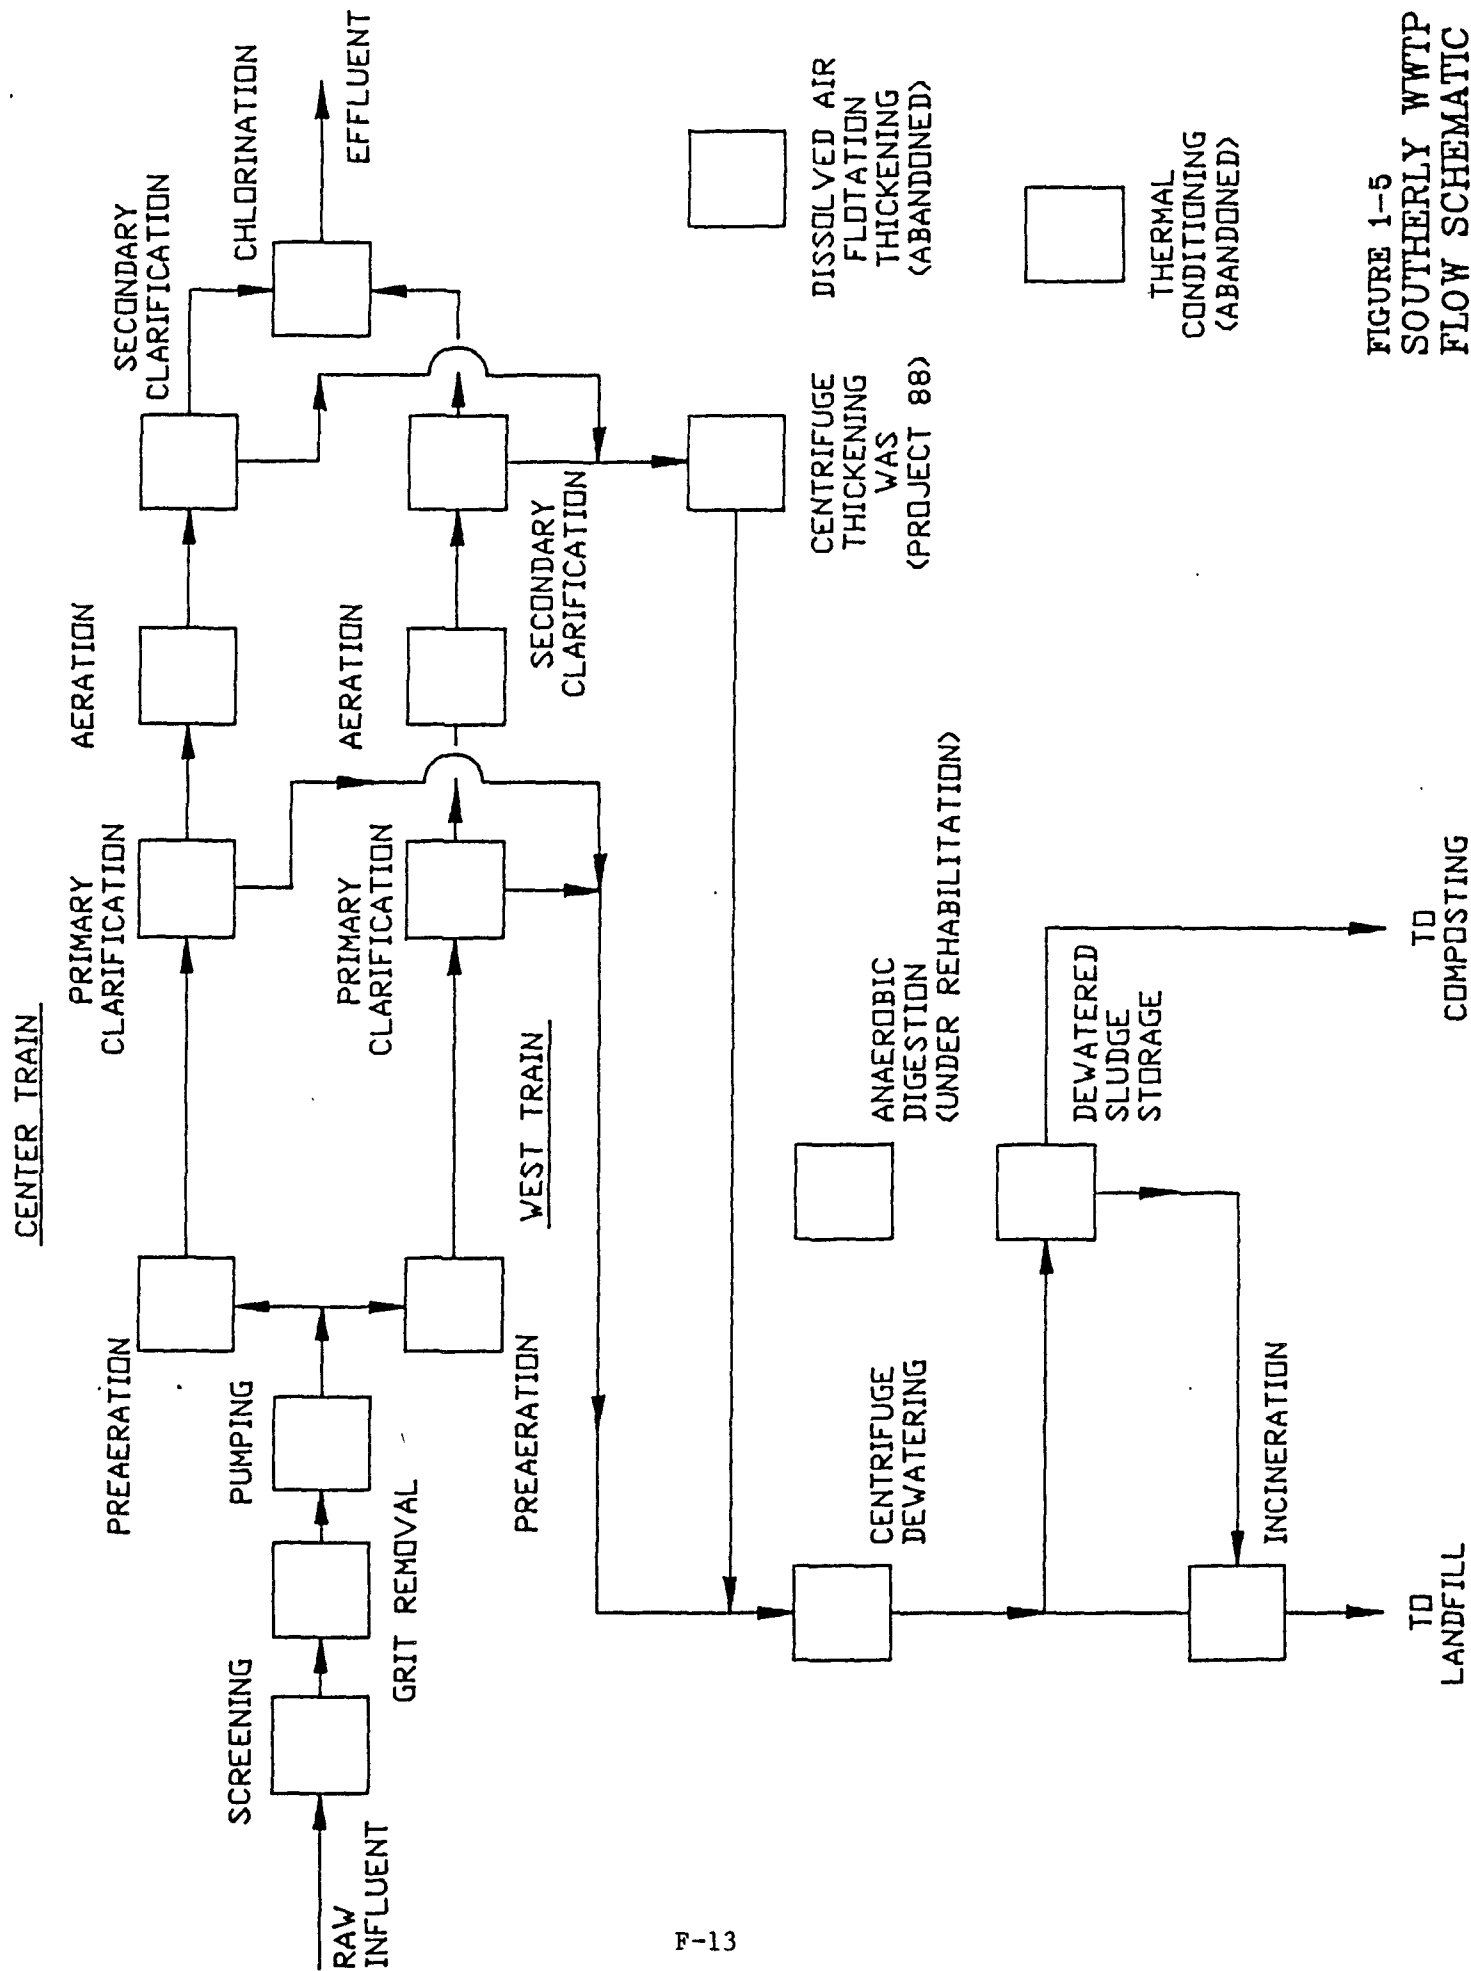 CENTER TRAIN
PREAERATION
PRIMARY
CLARIFICATION
AERATION
SECONDARY
CLARIFICATION
CHLORINATION
EFFLUENT
SCREENING
PUMPING
RAW
INFLUENT
GRIT REMOVAL
PREAERATION
WEST TRAIN
PRIMARY
CLARIFICATION
AERATION
SECONDARY
CLARIFICATION
CENTRIFUGE
THICKENING
WAS
(PROJECT 88)
DISSOLVED AIR
FLOTATION
THICKENING
(ABANDONED)
CENTRIFUGE
DEWATERING
ANAEROBIC
DIGESTION
(UNDER REHABILITATION)
DEWATERED
SLUDGE
STORAGE
THERMAL
CONDITIONING
(ABANDONED)
INCINERATION
TO
LANDFILL
TO
COMPOSTING
FIGURE 1-5
SOUTHERLY WWTP
FLOW SCHEMATIC
F-13